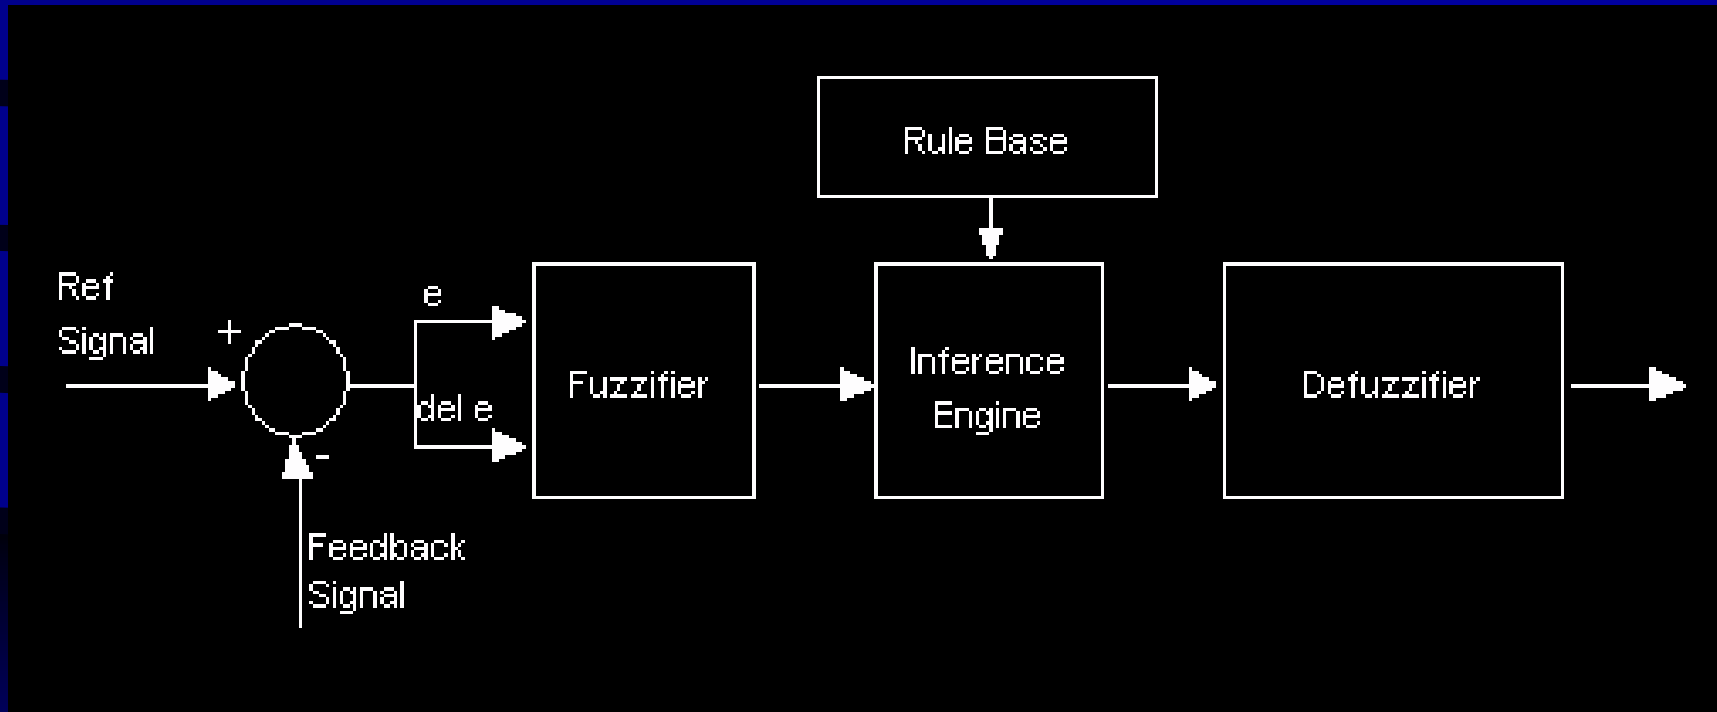 Rule Base
Ref
Signal
+
e
del e
Fuzzifier
Inference
Engine
Defuzzifier
-
Feedback
Signal